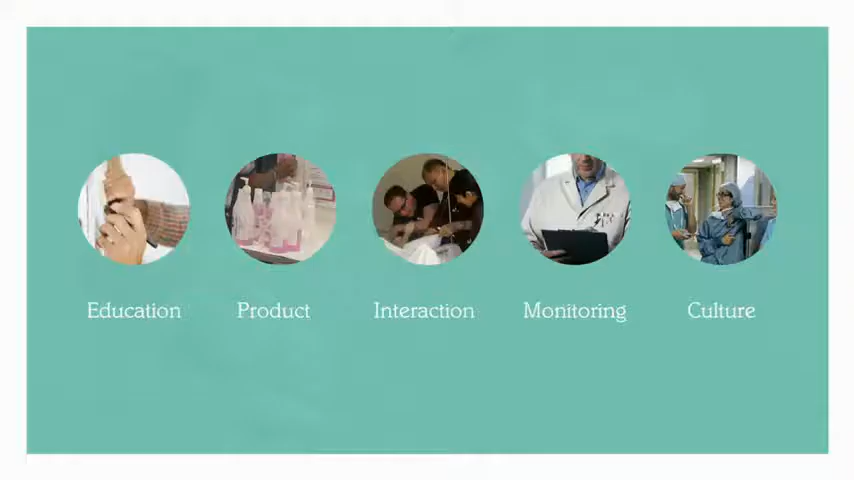 Education
Product
Interaction
Monitoring
Culture